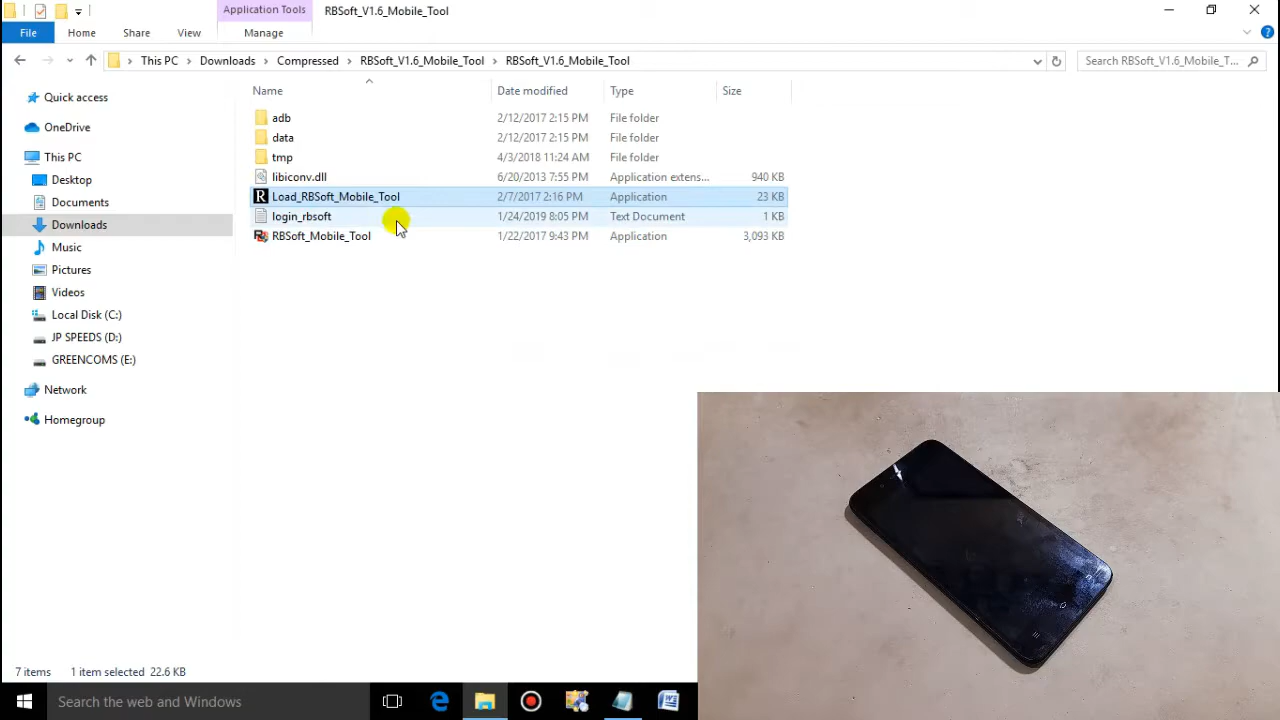 Application Tools RBSoft_V1.6_Mobile_Tool
File Home Share View Manage
This PC Downloads Compressed RBSoft_V1.6_Mobile_Tool RBSoft_V1.6_Mobile_Tool Search RBSoft_V1.6_Mobile_T...
Name Date modified Type Size
Quick access
OneDrive
This PC
Desktop
Documents
Downloads
Music
Pictures
Videos
Local Disk (C:)
JP SPEEDS (D:)
GREENCOMS (E:)
Network
Homegroup
adb 2/12/2017 2:15 PM File folder
data 2/12/2017 2:15 PM File folder
tmp 4/3/2018 11:24 AM File folder
libiconv.dll 6/20/2013 7:55 PM Application extens... 940 KB
Load_RBSoft_Mobile_Tool 2/7/2017 2:16 PM Application 23 KB
login_rbsoft 1/24/2019 8:05 PM Text Document 1 KB
RBSoft_Mobile_Tool 1/22/2017 9:43 PM Application 3,093 KB
7 items 1 item selected 22.6 KB
Search the web and Windows